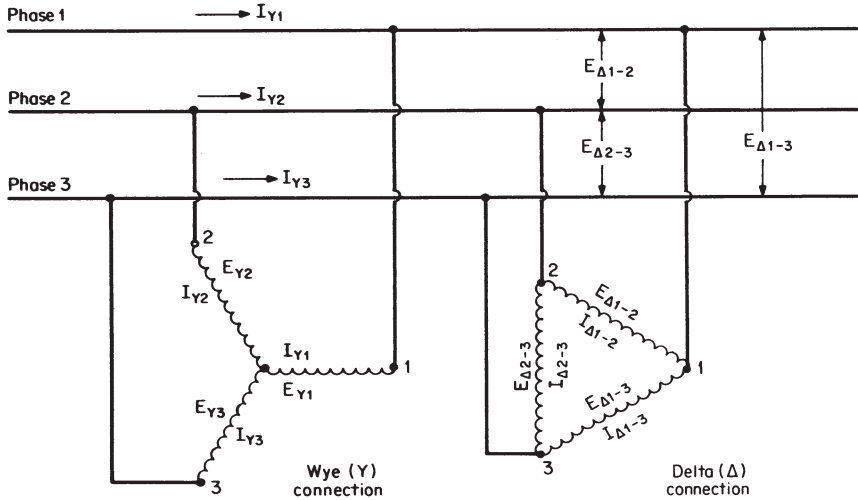 Phase 1
I_Y1
E_Δ1-2
Phase 2
I_Y2
E_Δ2-3
E_Δ1-3
Phase 3
I_Y3
2
E_Y2
I_Y2
I_Y1
E_Y1
1
E_Y3
I_Y3
3
Wye (Y)
connection
2
E_Δ1-2
I_Δ1-2
E_Δ2-3
I_Δ2-3
1
E_Δ1-3
I_Δ1-3
3
Delta (Δ)
connection